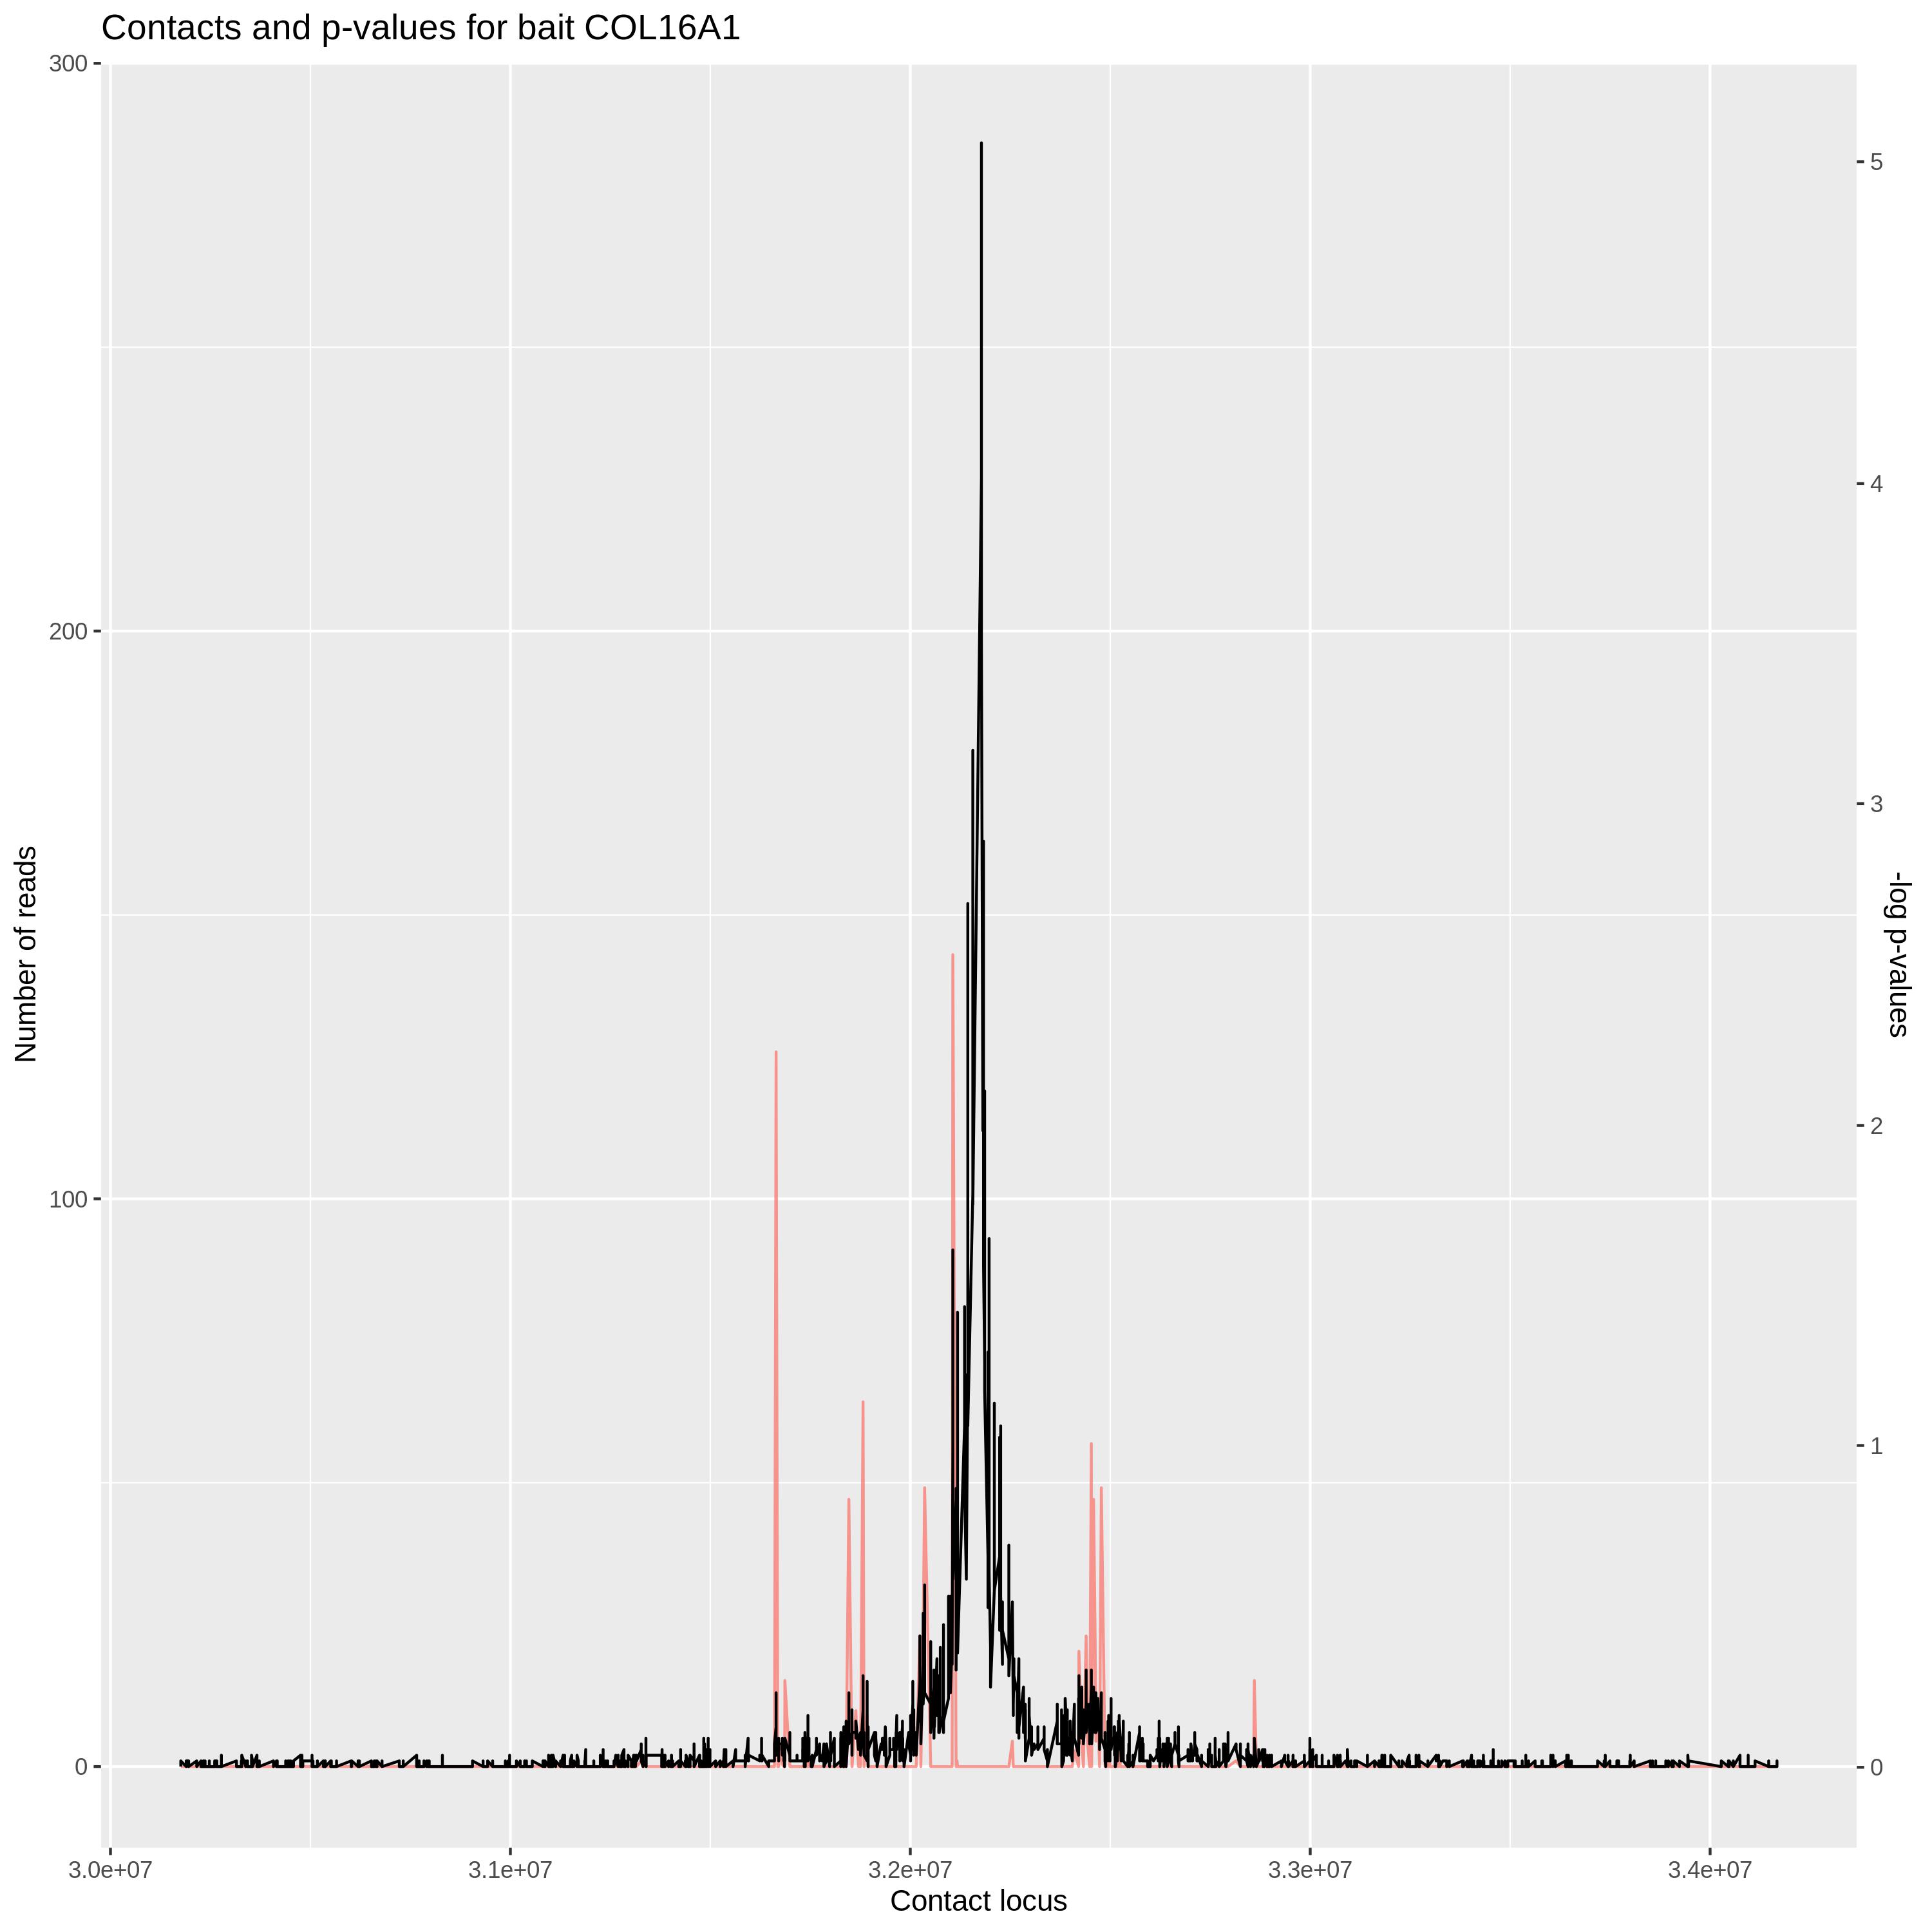 Contacts and p-values for bait COL16A1
300
200
100
0
Number of reads
5
4
3
2
1
0
-log p-values
3.0e+07 3.1e+07 3.2e+07 3.3e+07 3.4e+07
Contact locus